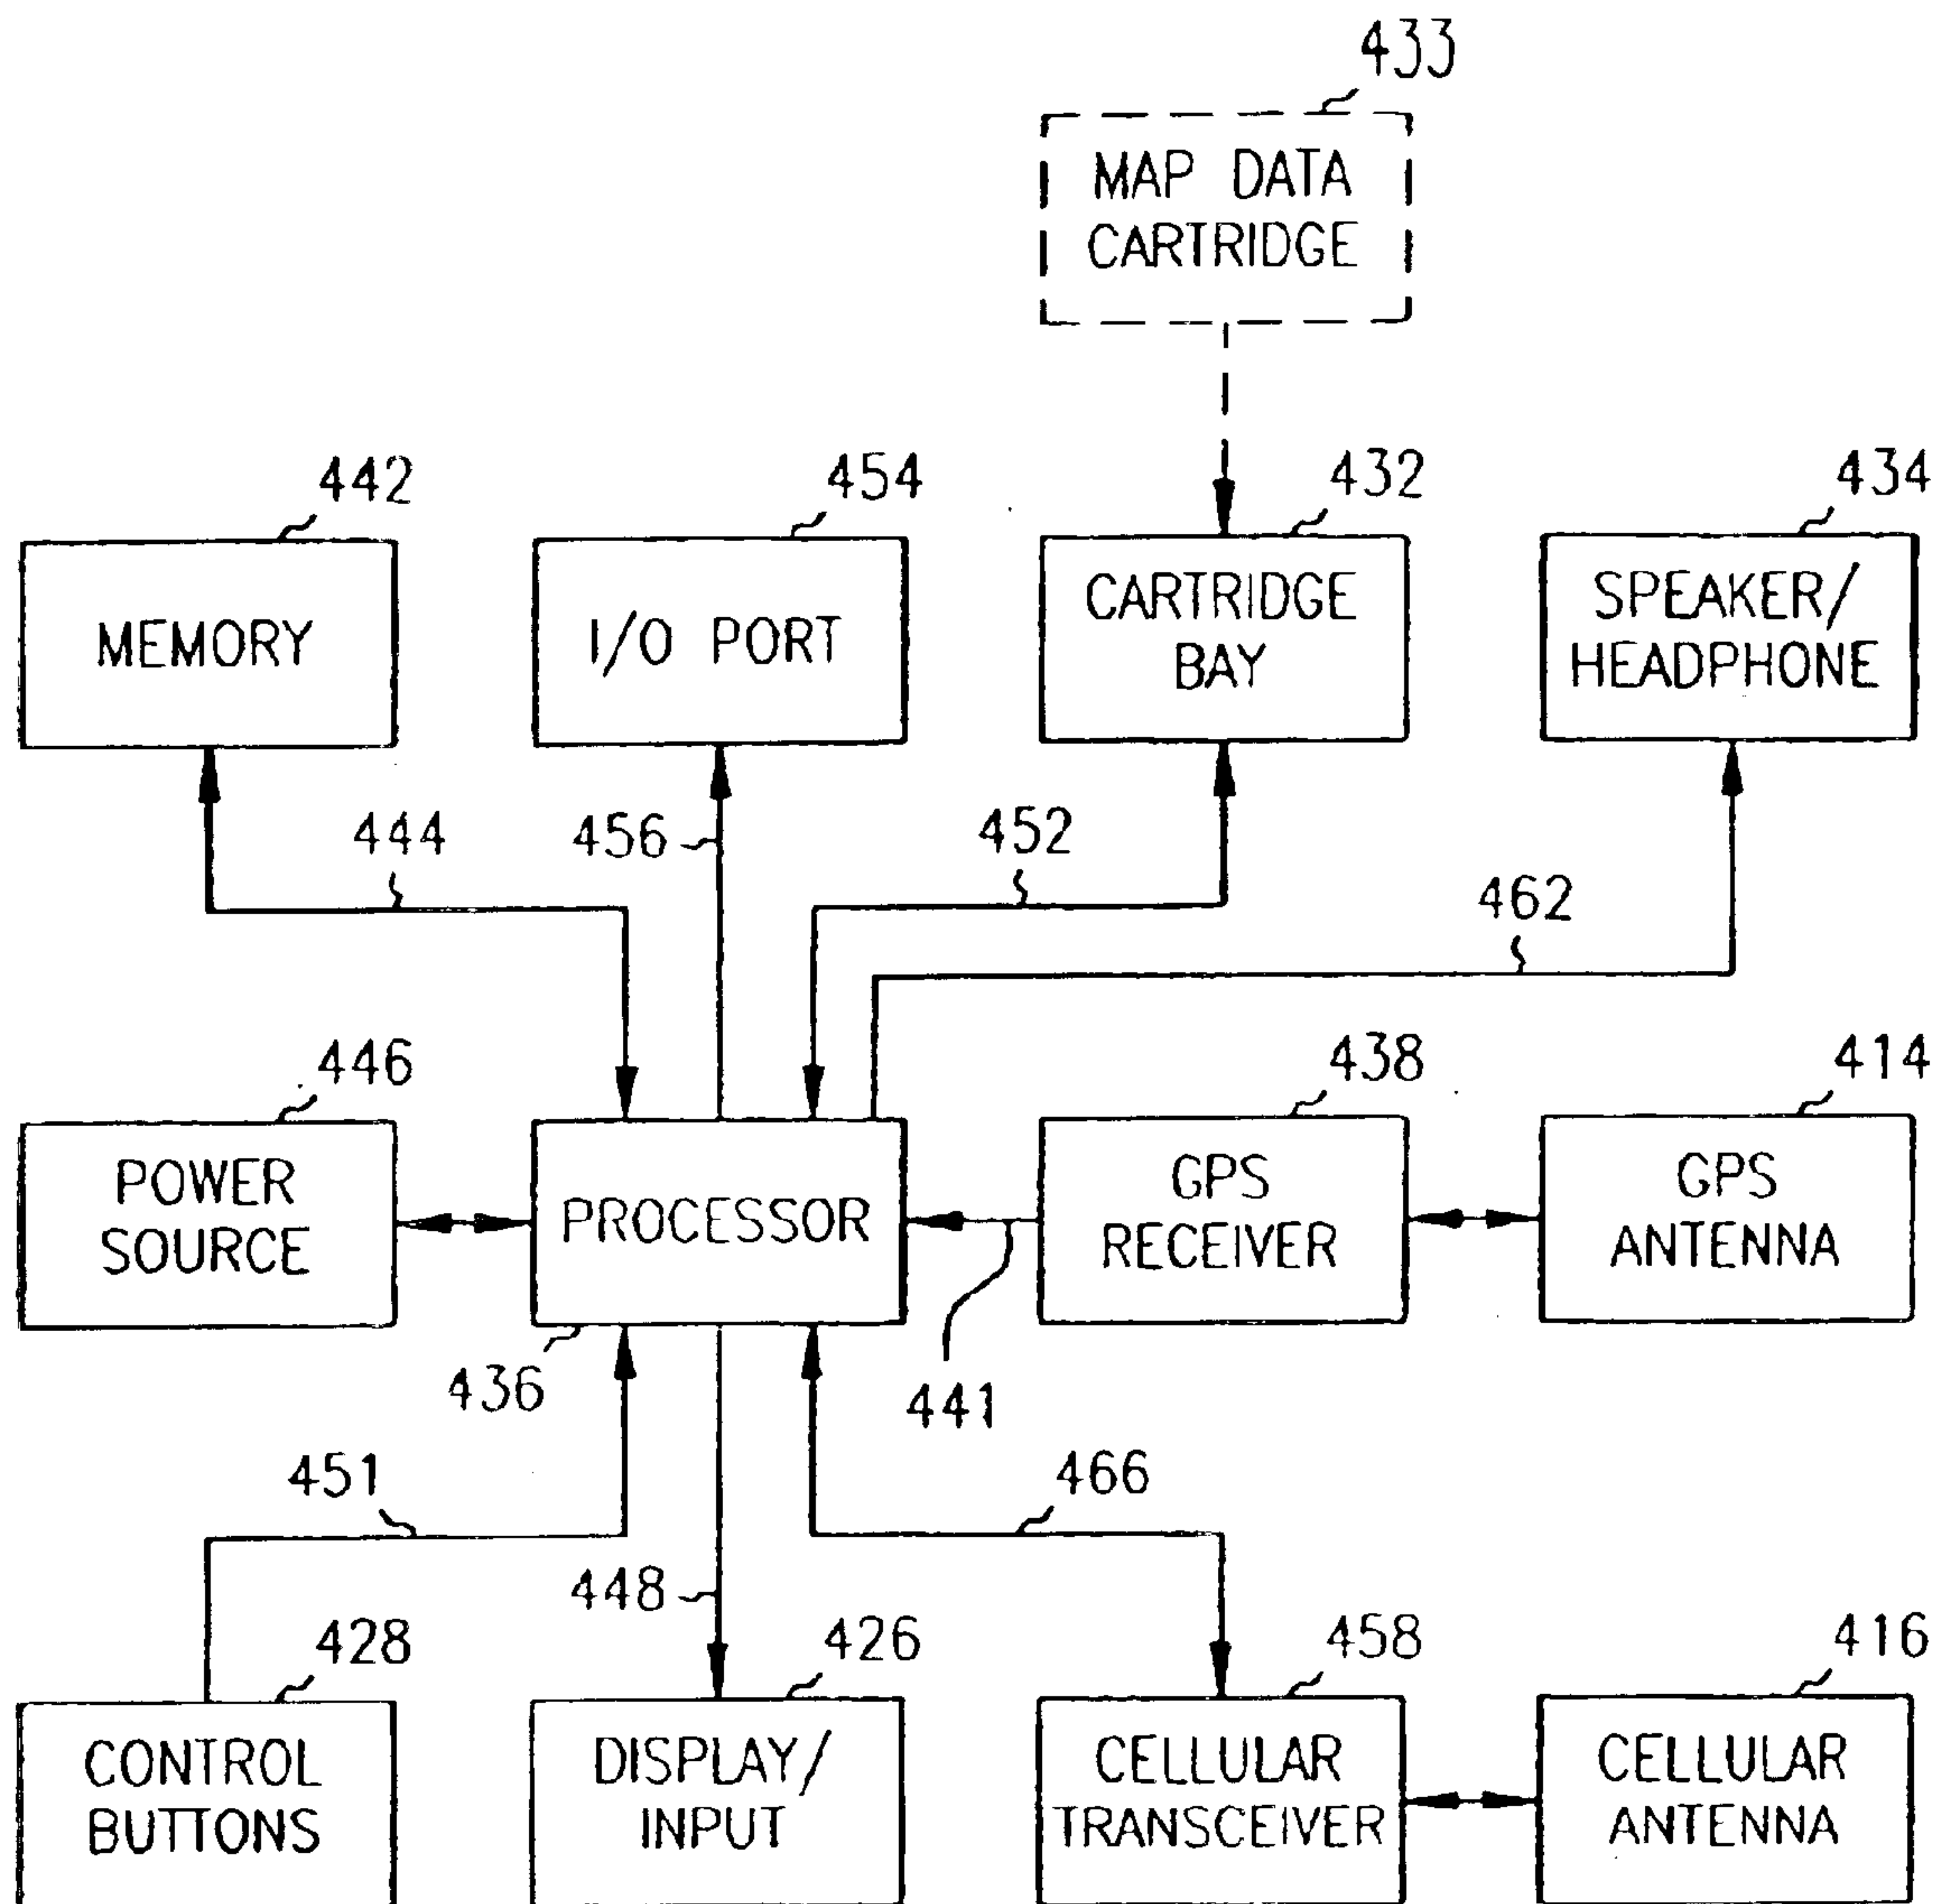 433
MAP DATA
CARTRIDGE
442
454
432
434
MEMORY
I/O PORT
CARTRIDGE
BAY
SPEAKER/
HEADPHONE
444
456
452
462
446
438
414
POWER
SOURCE
PROCESSOR
GPS
RECEIVER
GPS
ANTENNA
436
441
451
466
448
428
426
458
416
CONTROL
BUTTONS
DISPLAY/
INPUT
CELLULAR
TRANSCEIVER
CELLULAR
ANTENNA